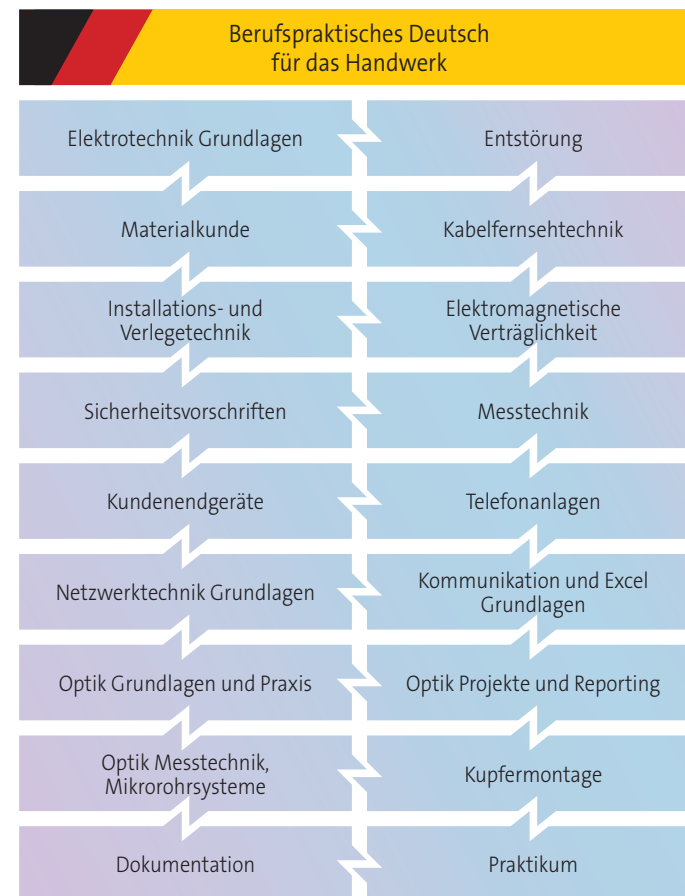 Berufspraktisches Deutsch
für das Handwerk
Elektrotechnik Grundlagen
Entstörung
Materialkunde
Kabelfernsehtechnik
Installations- und
Verlegetechnik
Elektromagnetische
Verträglichkeit
Sicherheitsvorschriften
Messtechnik
Kundenendgeräte
Telefonanlagen
Netzwerktechnik Grundlagen
Kommunikation und Excel
Grundlagen
Optik Grundlagen und Praxis
Optik Projekte und Reporting
Optik Messtechnik,
Mikrorohrsysteme
Kupfermontage
Dokumentation
Praktikum